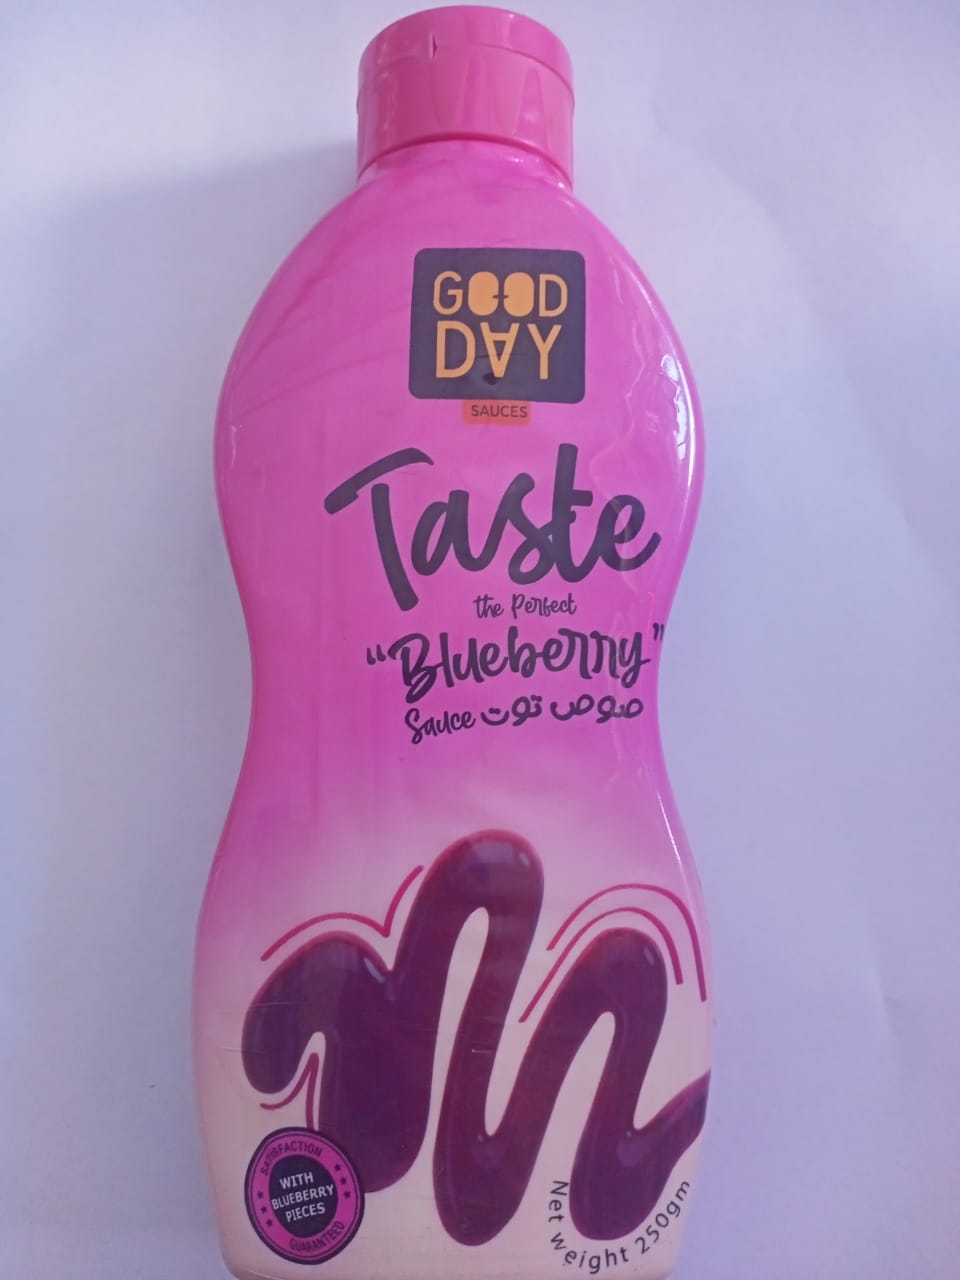 GOOD
DAY
SAUCES
Taste
the Perfect
"Blueberry"
Sauce صوص توت
SATISFACTION
WITH
BLUEBERRY
PIECES
GUARANTEED
Net weight 250gm